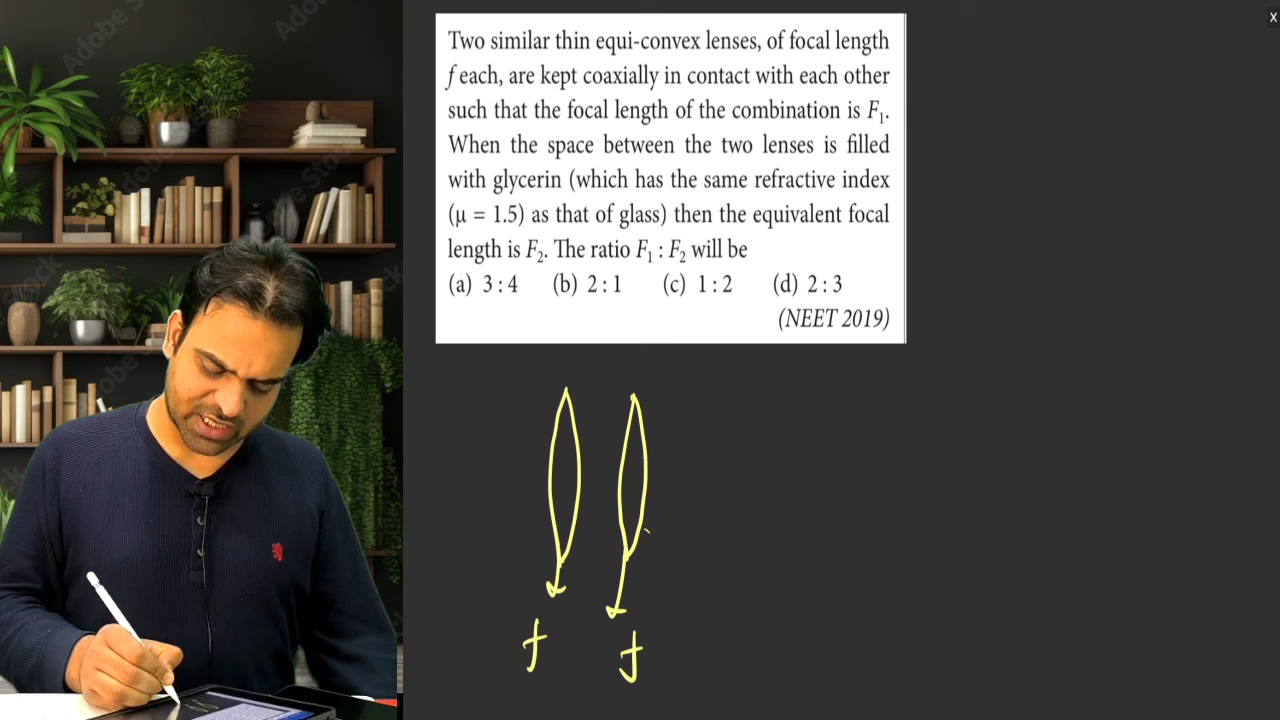 Two similar thin equi-convex lenses, of focal length
f each, are kept coaxially in contact with each other
such that the focal length of the combination is F₁.
When the space between the two lenses is filled
with glycerin (which has the same refractive index
(μ = 1.5) as that of glass) then the equivalent focal
length is F₂. The ratio F₁ : F₂ will be
(a) 3 : 4 (b) 2 : 1 (c) 1 : 2 (d) 2 : 3
(NEET 2019)
f f
X
Adobe Stock